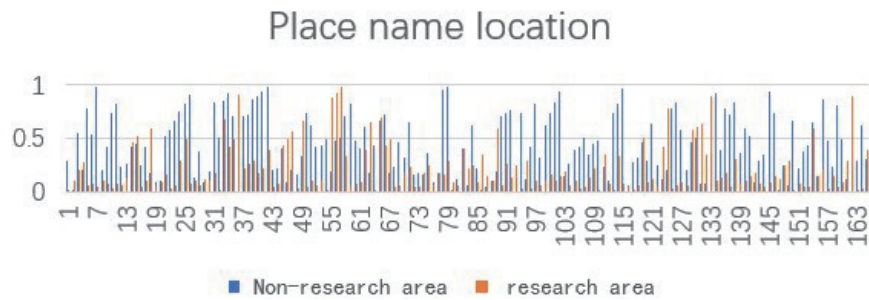 Place name location
1
0.5
0
1 7 13 19 25 31 37 43 49 55 61 67 73 79 85 91 97 103 109 115 121 127 133 139 145 151 157 163
Non-research area research area